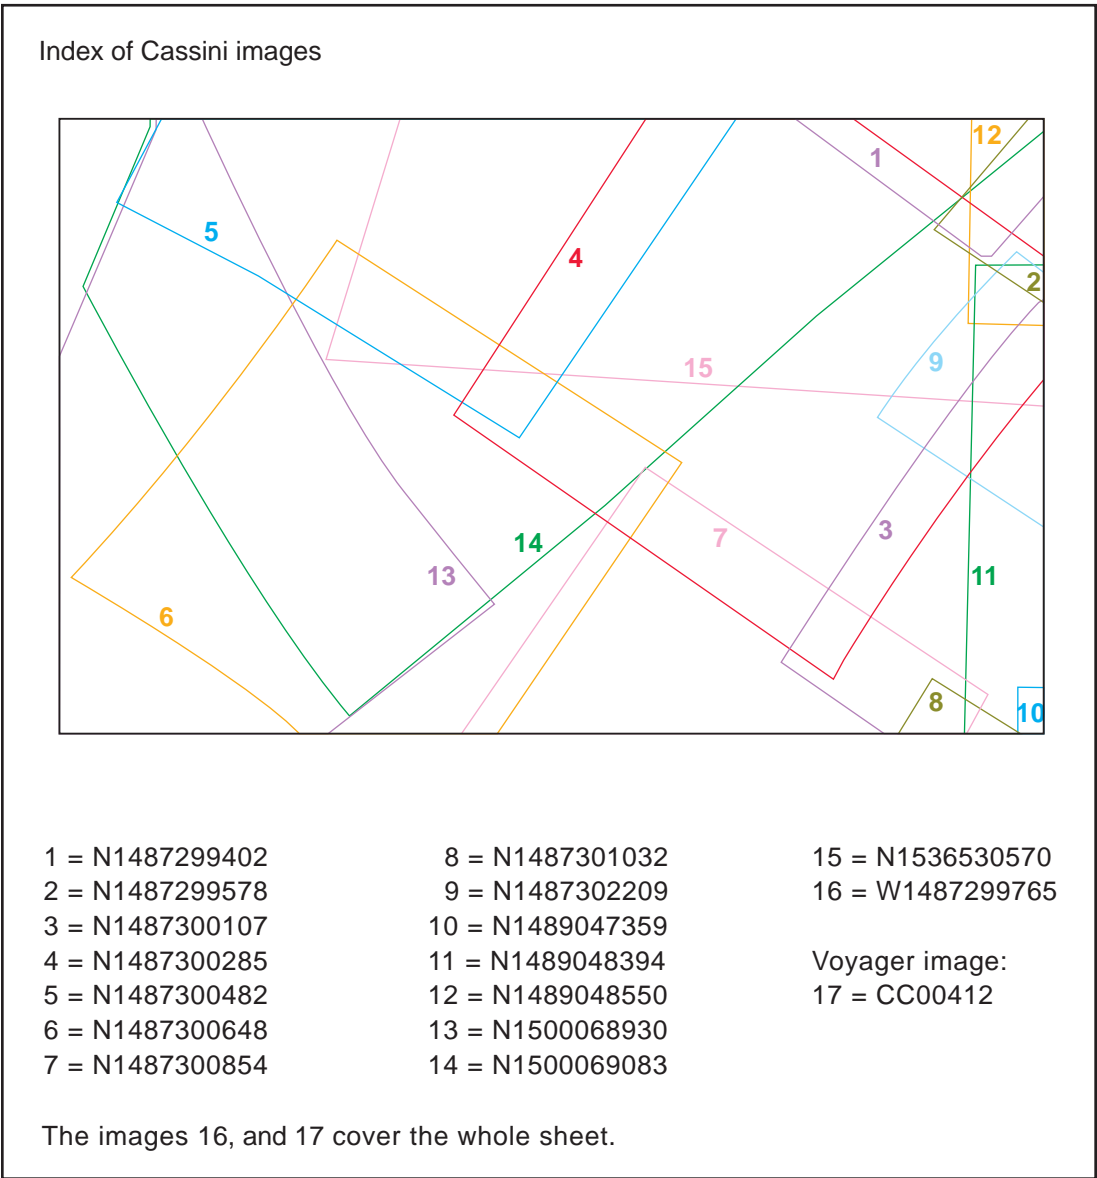 Index of Cassini images
12
1
5
4
2
15
9
3
7
14
13
11
6
8
10
1 = N1487299402
2 = N1487299578
3 = N1487300107
4 = N1487300285
5 = N1487300482
6 = N1487300648
7 = N1487300854
8 = N1487301032
9 = N1487302209
10 = N1489047359
11 = N1489048394
12 = N1489048550
13 = N1500068930
14 = N1500069083
15 = N1536530570
16 = W1487299765
Voyager image:
17 = CC00412
The images 16, and 17 cover the whole sheet.